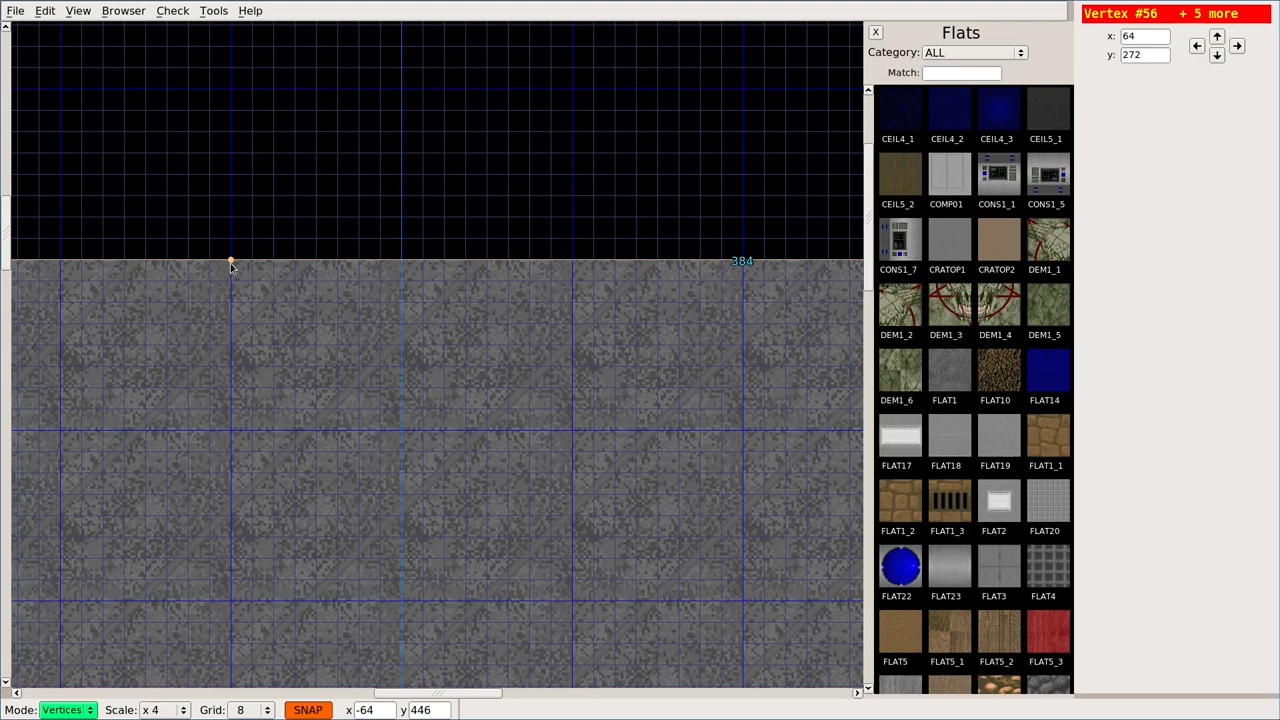 File Edit View Browser Check Tools Help
Vertex #56 + 5 more
x: 64
y: 272
X Flats
Category: ALL
Match:
CEIL4_1 CEIL4_2 CEIL4_3 CEIL5_1
CEIL5_2 COMP01 CONS1_1 CONS1_5
CONS1_7 CRATOP1 CRATOP2 DEM1_1
DEM1_2 DEM1_3 DEM1_4 DEM1_5
DEM1_6 FLAT1 FLAT10 FLAT14
FLAT17 FLAT18 FLAT19 FLAT1_1
FLAT1_2 FLAT1_3 FLAT2 FLAT20
FLAT22 FLAT23 FLAT3 FLAT4
FLAT5 FLAT5_1 FLAT5_2 FLAT5_3
384
Mode: Vertices Scale: x 4 Grid: 8 SNAP x -64 y 446